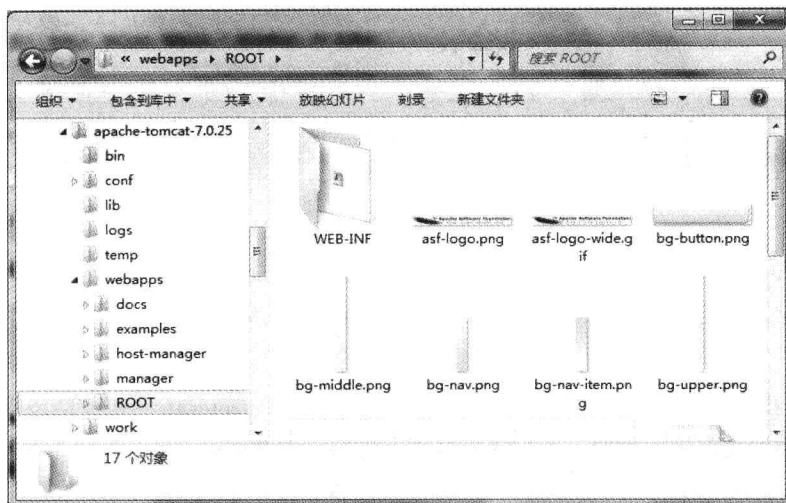 « webapps ▸ ROOT ▸
搜索 ROOT
组织 ▼ 包含到库中 ▼ 共享 ▼ 放映幻灯片 刻录 新建文件夹
apache-tomcat-7.0.25
bin
conf
lib
logs
temp
webapps
docs
examples
host-manager
manager
ROOT
work
WEB-INF
asf-logo.png
asf-logo-wide.g
if
bg-button.png
bg-middle.png
bg-nav.png
bg-nav-item.pn
g
bg-upper.png
17 个对象